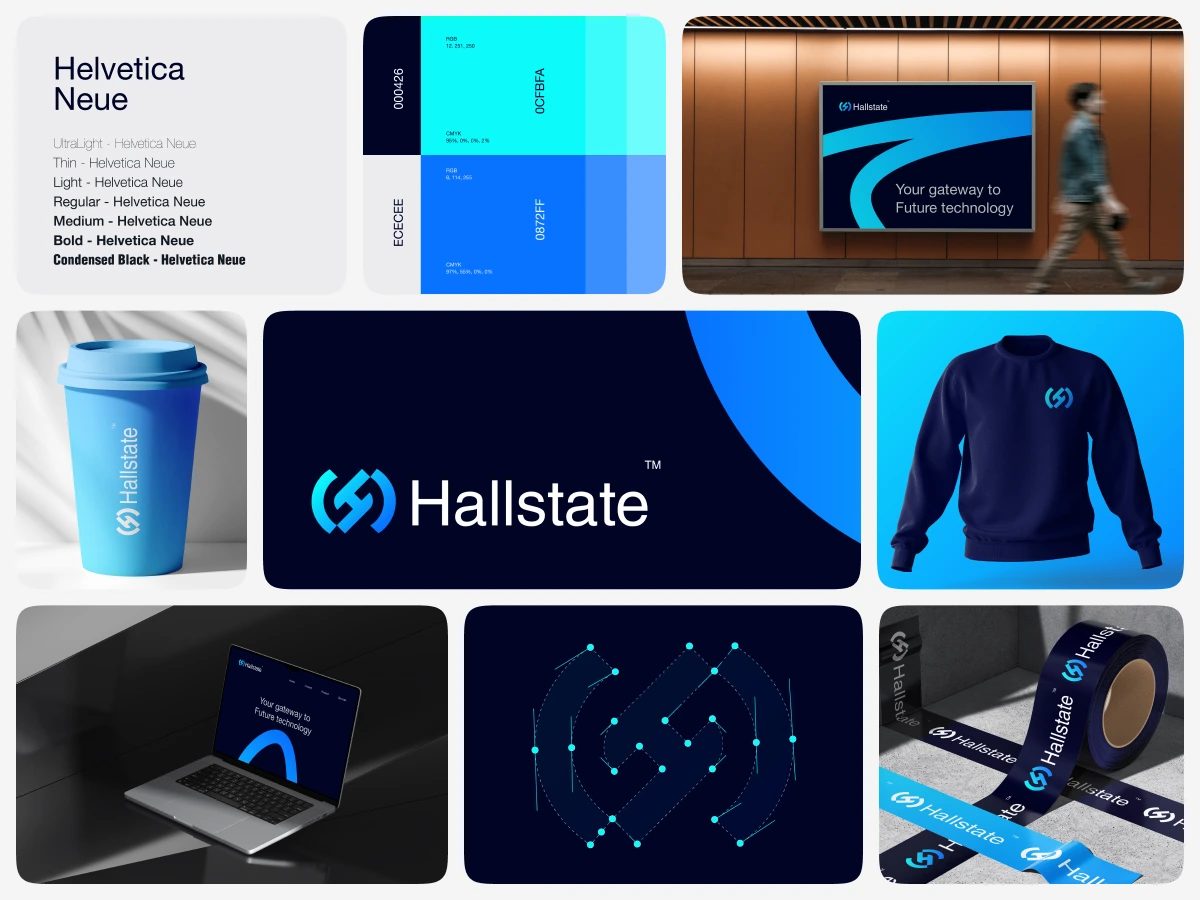 Helvetica
Neue
UltraLight - Helvetica Neue
Thin - Helvetica Neue
Light - Helvetica Neue
Regular - Helvetica Neue
Medium - Helvetica Neue
Bold - Helvetica Neue
Condensed Black - Helvetica Neue
000426
RGB
12, 251, 250
0CFBFA
CMYK
95%, 0%, 0%, 2%
ECECEE
RGB
8, 114, 255
0872FF
CMYK
97%, 55%, 0%, 0%
Hallstate
Your gateway to
Future technology
Hallstate
Hallstate
TM
Hallstate
Your gateway to
Future technology
Hallstate
Hallst
Hallstate
Hallstate
Hallstate
Hallstate
Hall